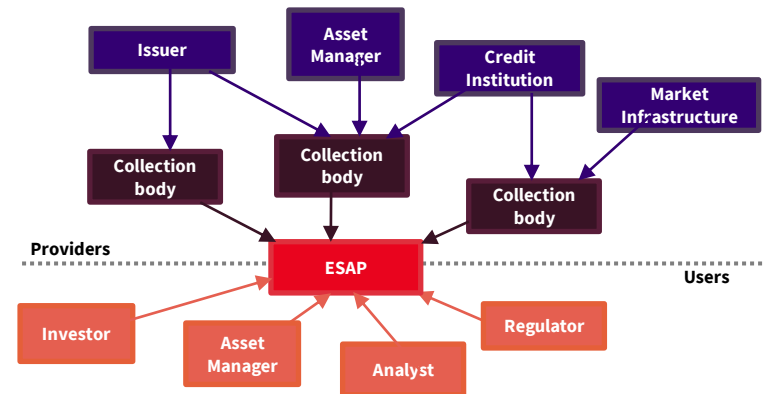 Issuer
Asset
Manager
Credit
Institution
Market
Infrastructure
Collection
body
Collection
body
Collection
body
Providers
ESAP
Users
Investor
Asset
Manager
Analyst
Regulator